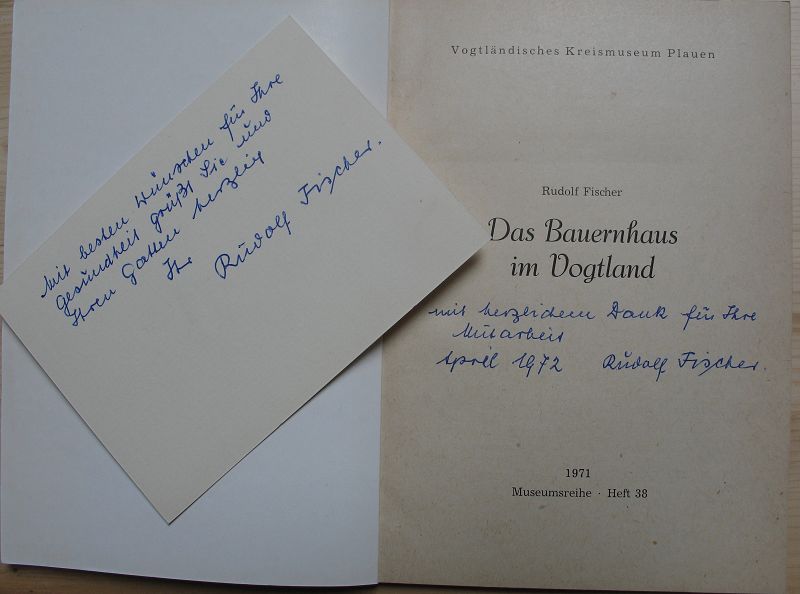 Mit besten Wünschen für Ihre
Gesundheit grüßt Sie und
Ihren Gatten herzlich
Ihr
Rudolf Fischer.
Vogtländisches Kreismuseum Plauen
Rudolf Fischer
Das Bauernhaus
im Vogtland
mit herzlichem Dank für Ihre
Mitarbeit
April 1972 Rudolf Fischer.
1971
Museumsreihe · Heft 38